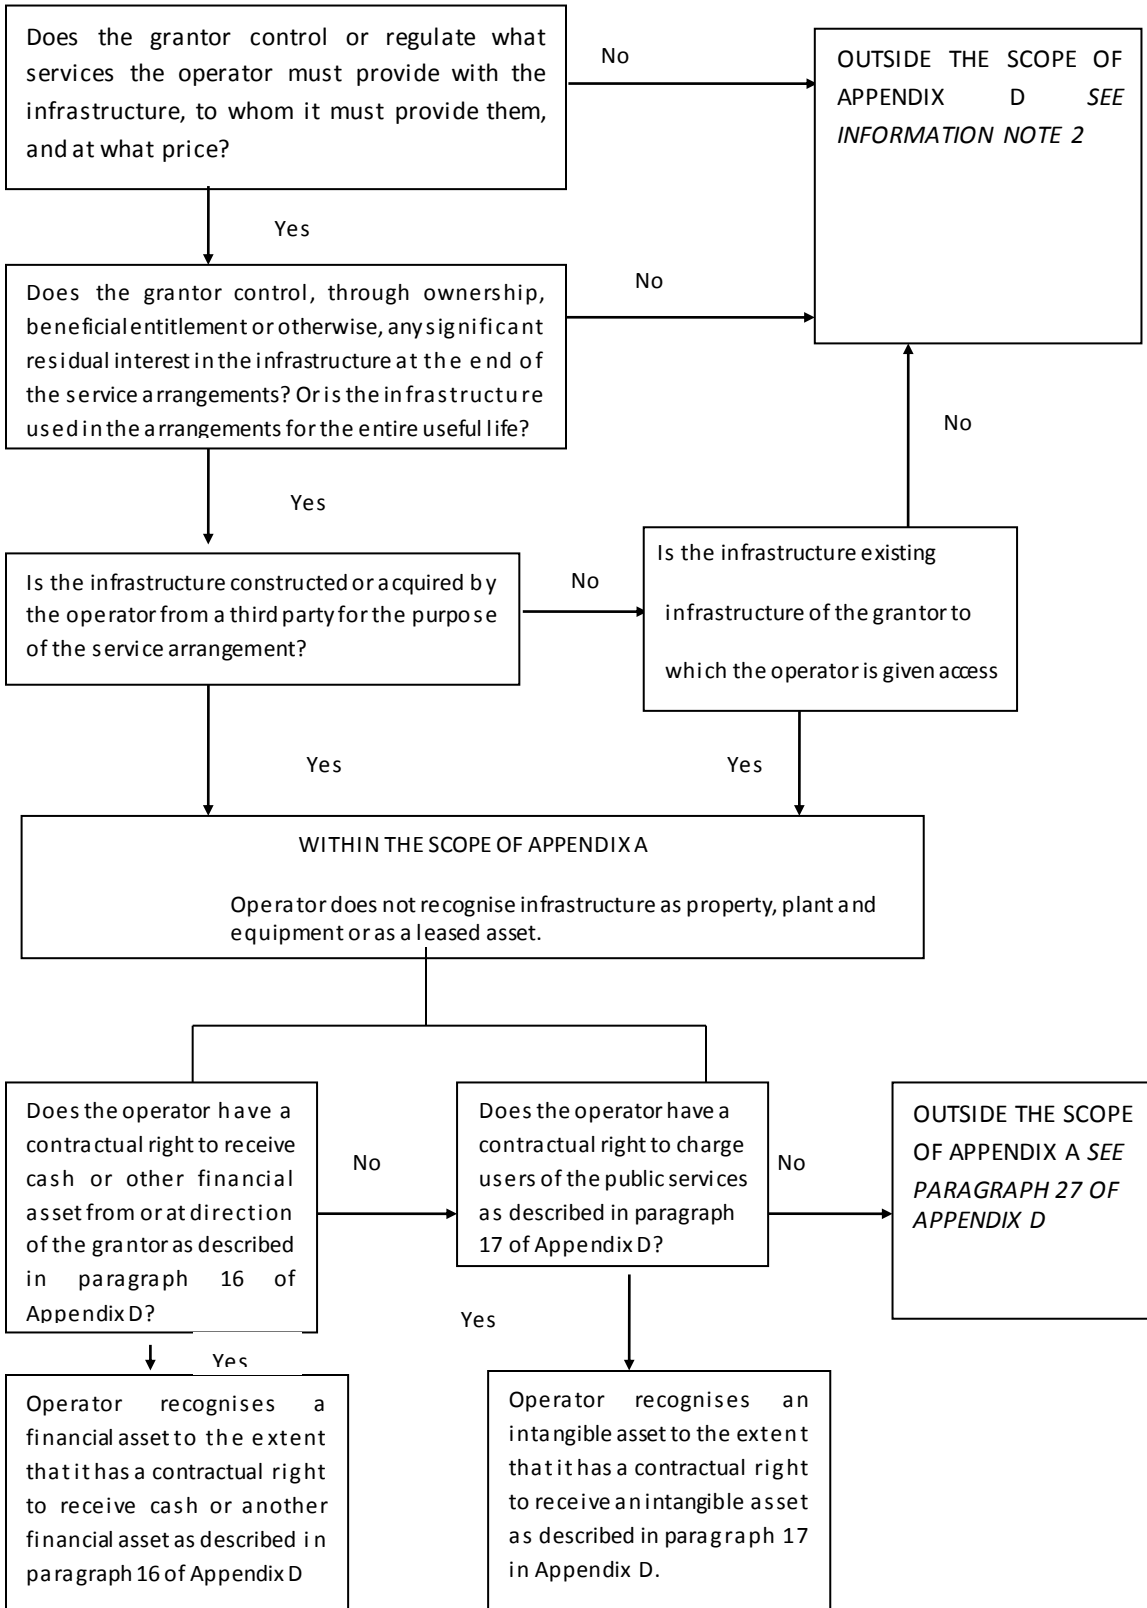 Does the grantor control or regulate what
services the operator must provide with the
infrastructure, to whom it must provide them,
and at what price?
No
OUTSIDE THE SCOPE OF
APPENDIX D SEE
INFORMATION NOTE 2
Yes
Does the grantor control, through ownership,
beneficial entitlement or otherwise, any significant
residual interest in the infrastructure at the end of
the service arrangements? Or is the infrastructure
used in the arrangements for the entire useful life?
No
No
Yes
Is the infrastructure constructed or acquired by
the operator from a third party for the purpose
of the service arrangement?
No
Is the infrastructure existing
infrastructure of the grantor to
which the operator is given access
Yes
Yes
WITHIN THE SCOPE OF APPENDIX A
Operator does not recognise infrastructure as property, plant and
equipment or as a leased asset.
Does the operator have a
contractual right to receive
cash or other financial
asset from or at direction
of the grantor as described
in paragraph 16 of
Appendix D?
No
Does the operator have a
contractual right to charge
users of the public services
as described in paragraph
17 of Appendix D?
No
OUTSIDE THE SCOPE
OF APPENDIX A SEE
PARAGRAPH 27 OF
APPENDIX D
Yes
Yes
Operator recognises a
financial asset to the extent
that it has a contractual right
to receive cash or another
financial asset as described in
paragraph 16 of Appendix D
Operator recognises an
intangible asset to the extent
that it has a contractual right
to receive an intangible asset
as described in paragraph 17
in Appendix D.